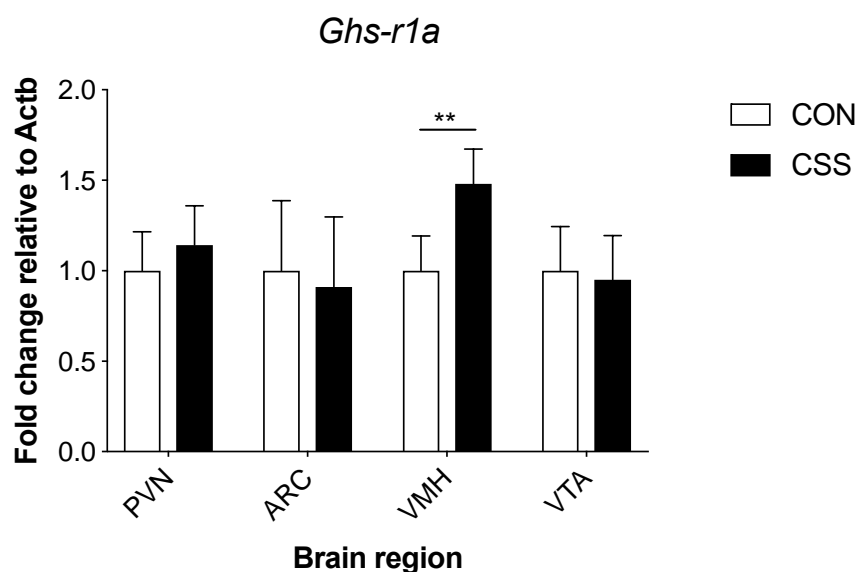 Ghs-r1a
Fold change relative to Actb
2.0
1.5
1.0
0.5
0.0
**
CON
CSS
PVN
ARC
VMH
VTA
Brain region